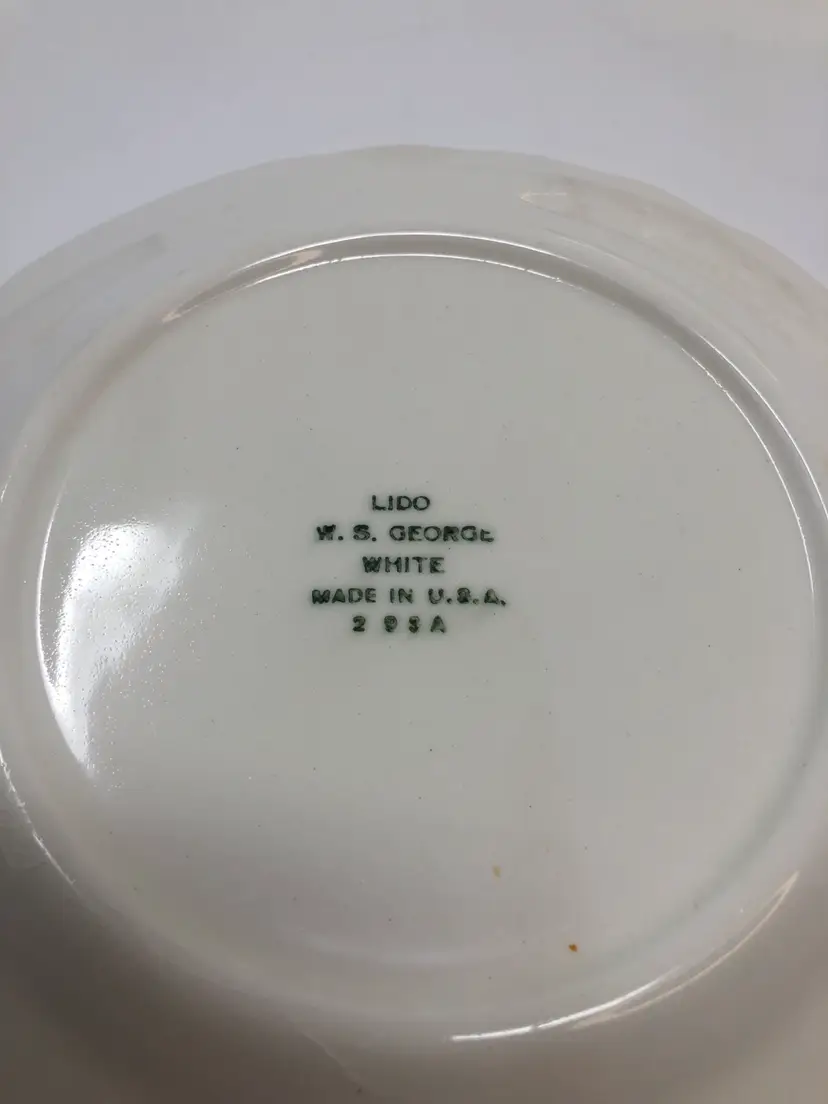 LIDO
W. S. GEORGE
WHITE
MADE IN U.S.A.
2 9 3 A